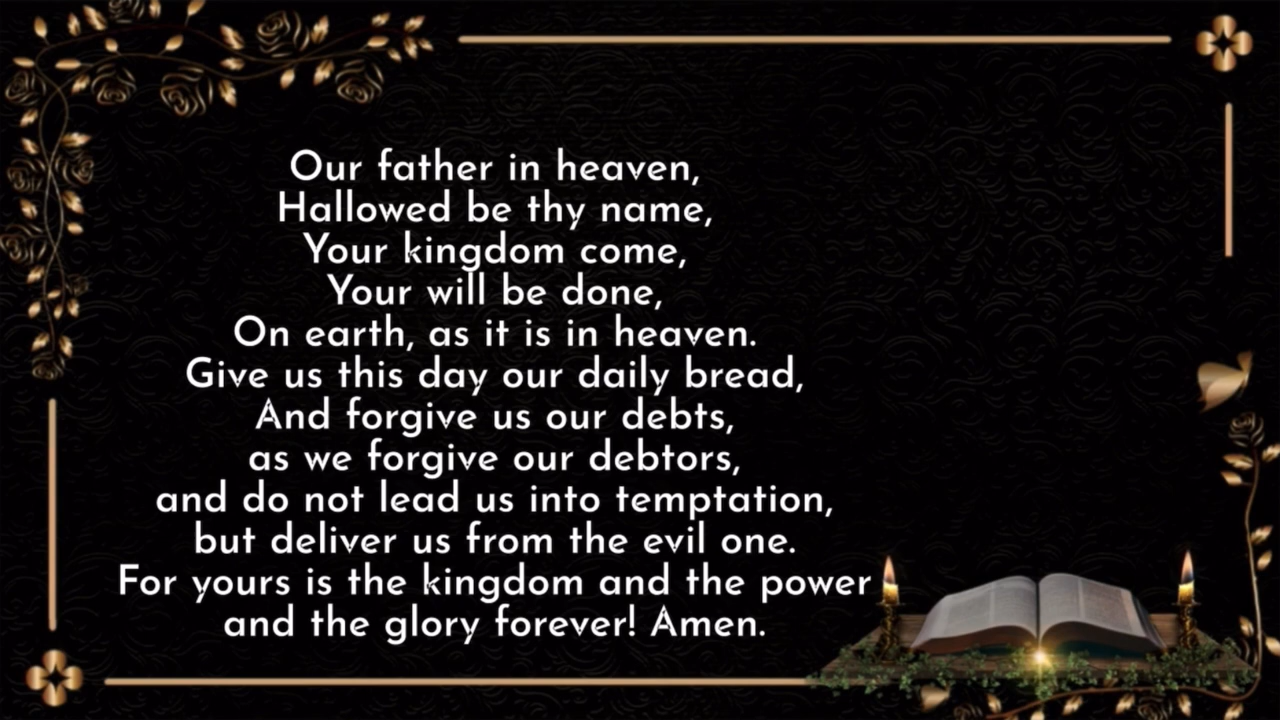 Our father in heaven,
Hallowed be thy name,
Your kingdom come,
Your will be done,
On earth, as it is in heaven.
Give us this day our daily bread,
And forgive us our debts,
as we forgive our debtors,
and do not lead us into temptation,
but deliver us from the evil one.
For yours is the kingdom and the power
and the glory forever! Amen.